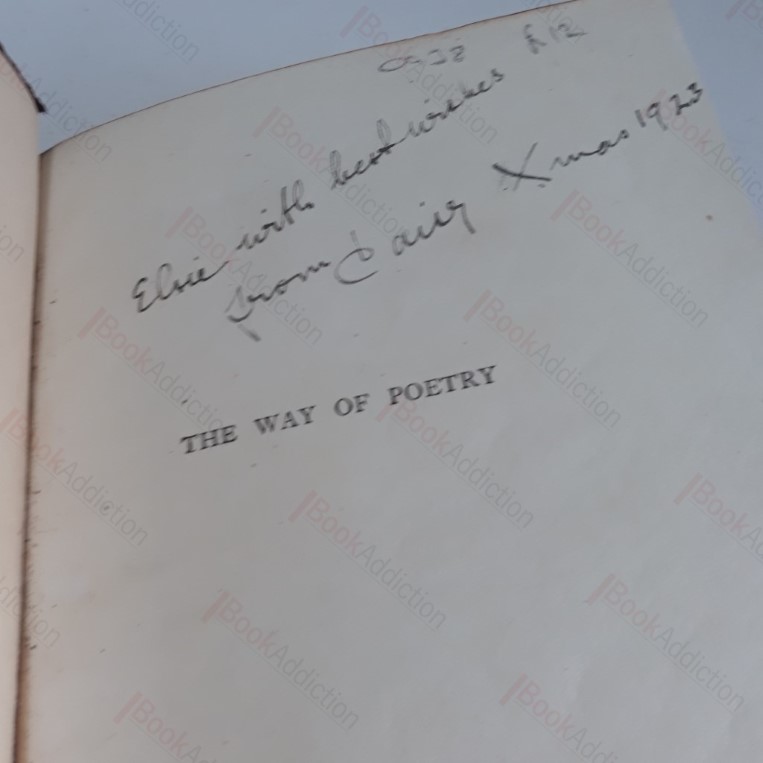 £12
Elsie with best wishes
from Xmas 1923
THE WAY OF POETRY
BookAddiction